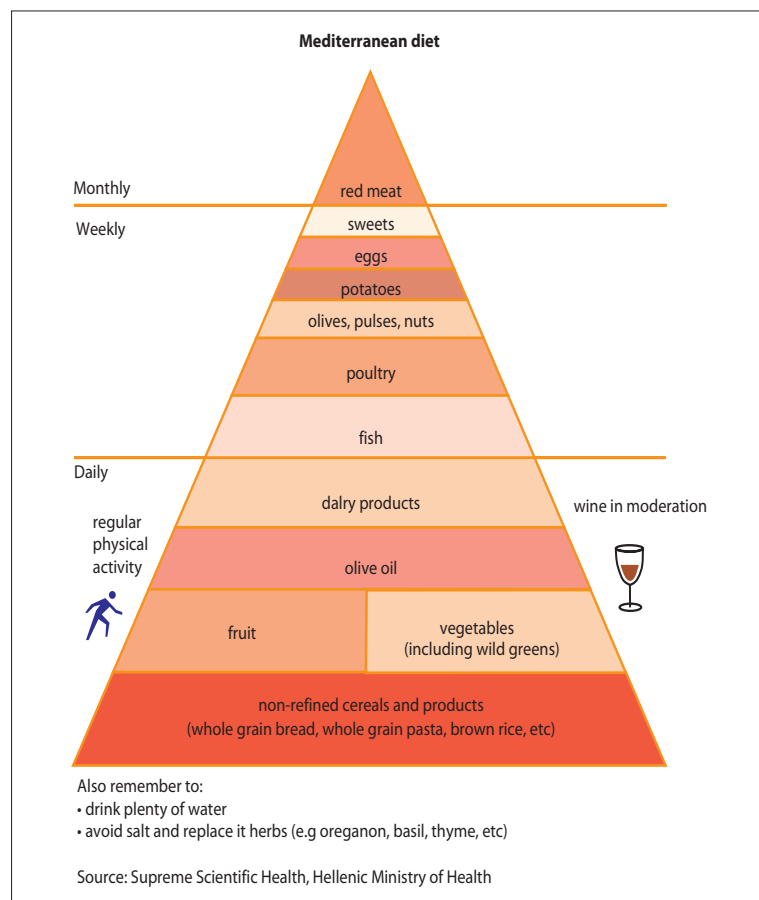 Mediterranean diet
Monthly
red meat
Weekly
sweets
eggs
potatoes
olives, pulses, nuts
poultry
fish
Daily
dalry products
wine in moderation
regular
physical
activity
olive oil
fruit
vegetables
(including wild greens)
non-refined cereals and products
(whole grain bread, whole grain pasta, brown rice, etc)
Also remember to:
• drink plenty of water
• avoid salt and replace it herbs (e.g oreganon, basil, thyme, etc)
Source: Supreme Scientific Health, Hellenic Ministry of Health